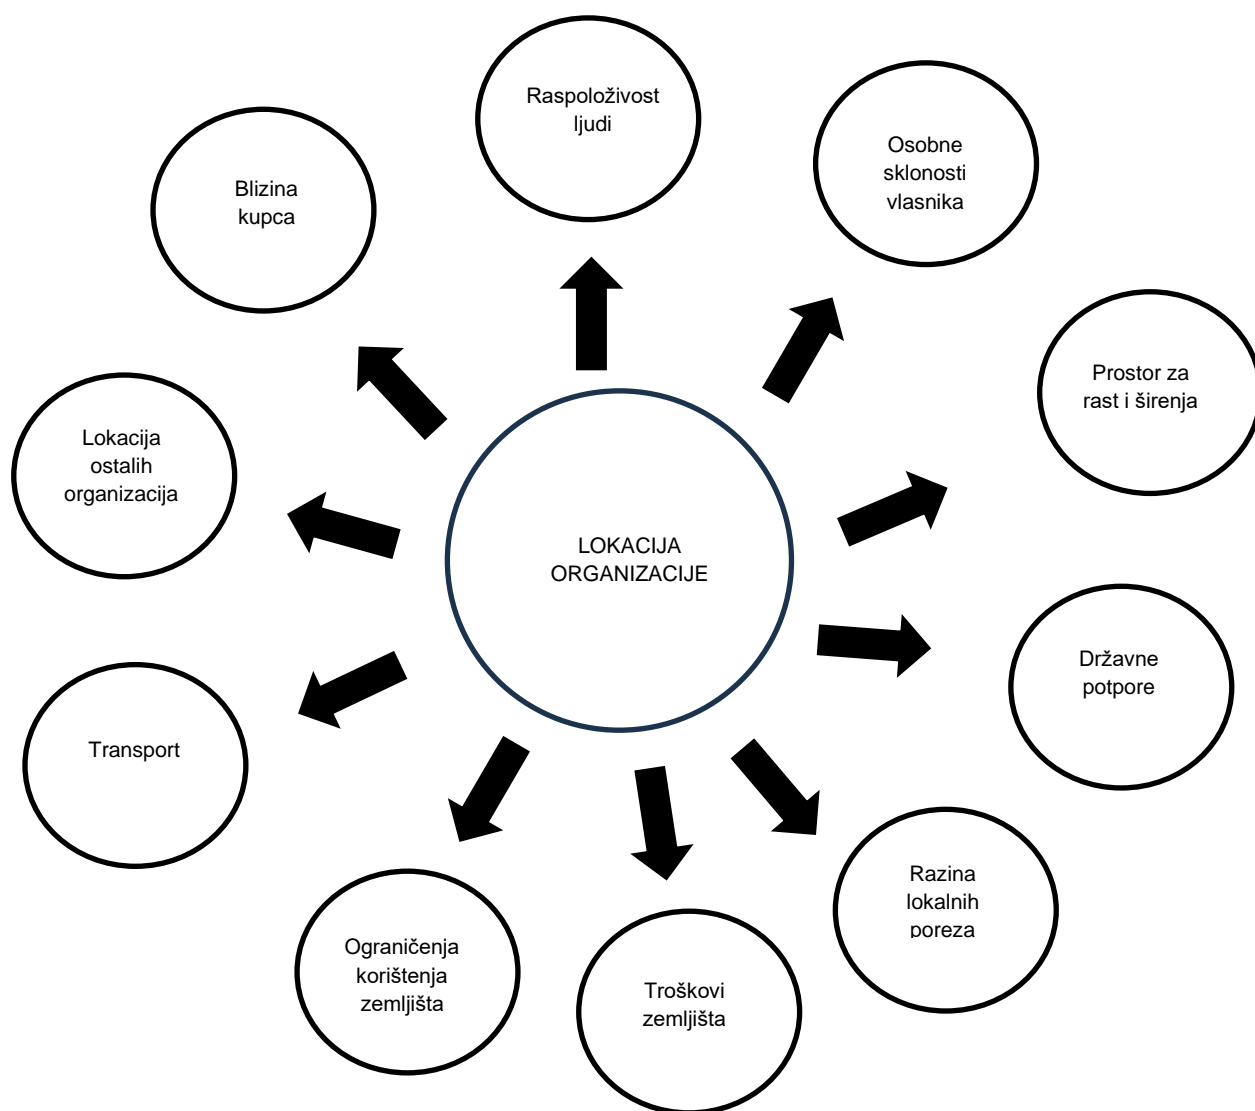 Raspoloživost
ljudi
Osobne
sklonosti
vlasnika
Blizina
kupca
Prostor za
rast i širenja
Lokacija
ostalih
organizacija
LOKACIJA
ORGANIZACIJE
Državne
potpore
Transport
Razina
lokalnih
poreza
Ograničenja
korištenja
zemljišta
Troškovi
zemljišta